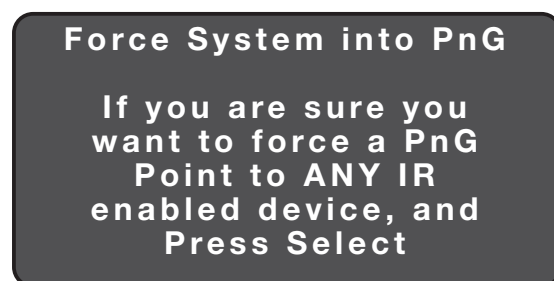 Force System into PnG
If you are sure you
want to force a PnG
Point to ANY IR
enabled device, and
Press Select